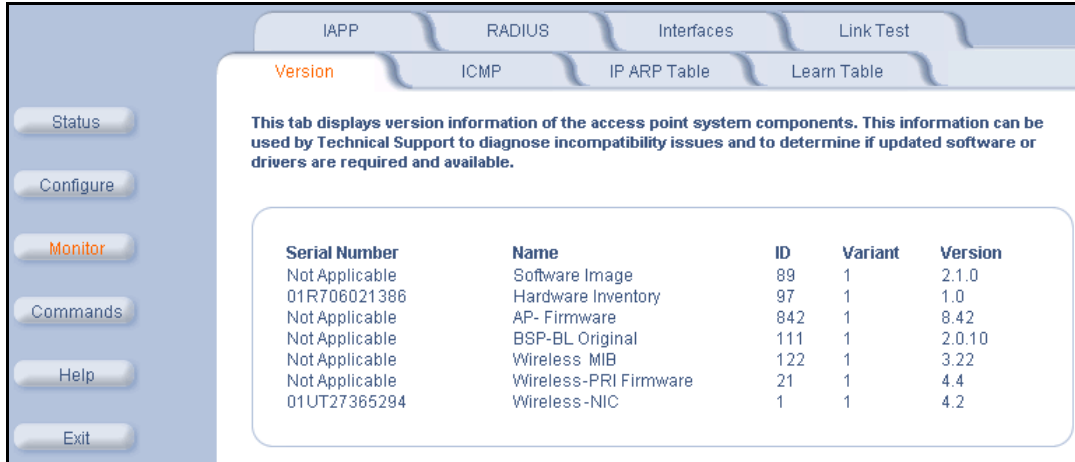 IAPP RADIUS Interfaces Link Test
Version ICMP IP ARP Table Learn Table
Status
Configure
Monitor
Commands
Help
Exit
This tab displays version information of the access point system components. This information can be
used by Technical Support to diagnose incompatibility issues and to determine if updated software or
drivers are required and available.
Serial Number Name ID Variant Version
Not Applicable Software Image 89 1 2.1.0
01R706021386 Hardware Inventory 97 1 1.0
Not Applicable AP- Firmware 842 1 8.42
Not Applicable BSP-BL Original 111 1 2.0.10
Not Applicable Wireless MIB 122 1 3.22
Not Applicable Wireless-PRI Firmware 21 1 4.4
01UT27365294 Wireless-NIC 1 1 4.2